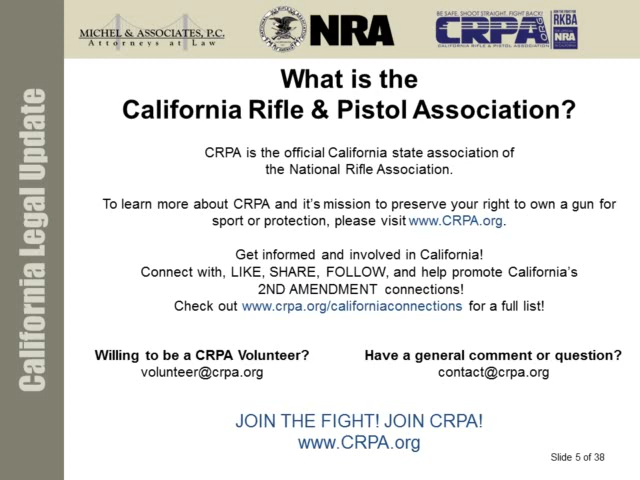 MICHEL & ASSOCIATES, P.C.
Attorneys at Law
NRA
BE SAFE, SHOOT STRAIGHT, FIGHT BACK!
CRPA.ORG
CALIFORNIA RIFLE & PISTOL ASSOCIATION
RKBA
NRA
California Legal Update
What is the
California Rifle & Pistol Association?
CRPA is the official California state association of
the National Rifle Association.
To learn more about CRPA and it's mission to preserve your right to own a gun for
sport or protection, please visit www.CRPA.org.
Get informed and involved in California!
Connect with, LIKE, SHARE, FOLLOW, and help promote California's
2ND AMENDMENT connections!
Check out www.crpa.org/californiaconnections for a full list!
Willing to be a CRPA Volunteer?
volunteer@crpa.org
Have a general comment or question?
contact@crpa.org
JOIN THE FIGHT! JOIN CRPA!
www.CRPA.org
Slide 5 of 38